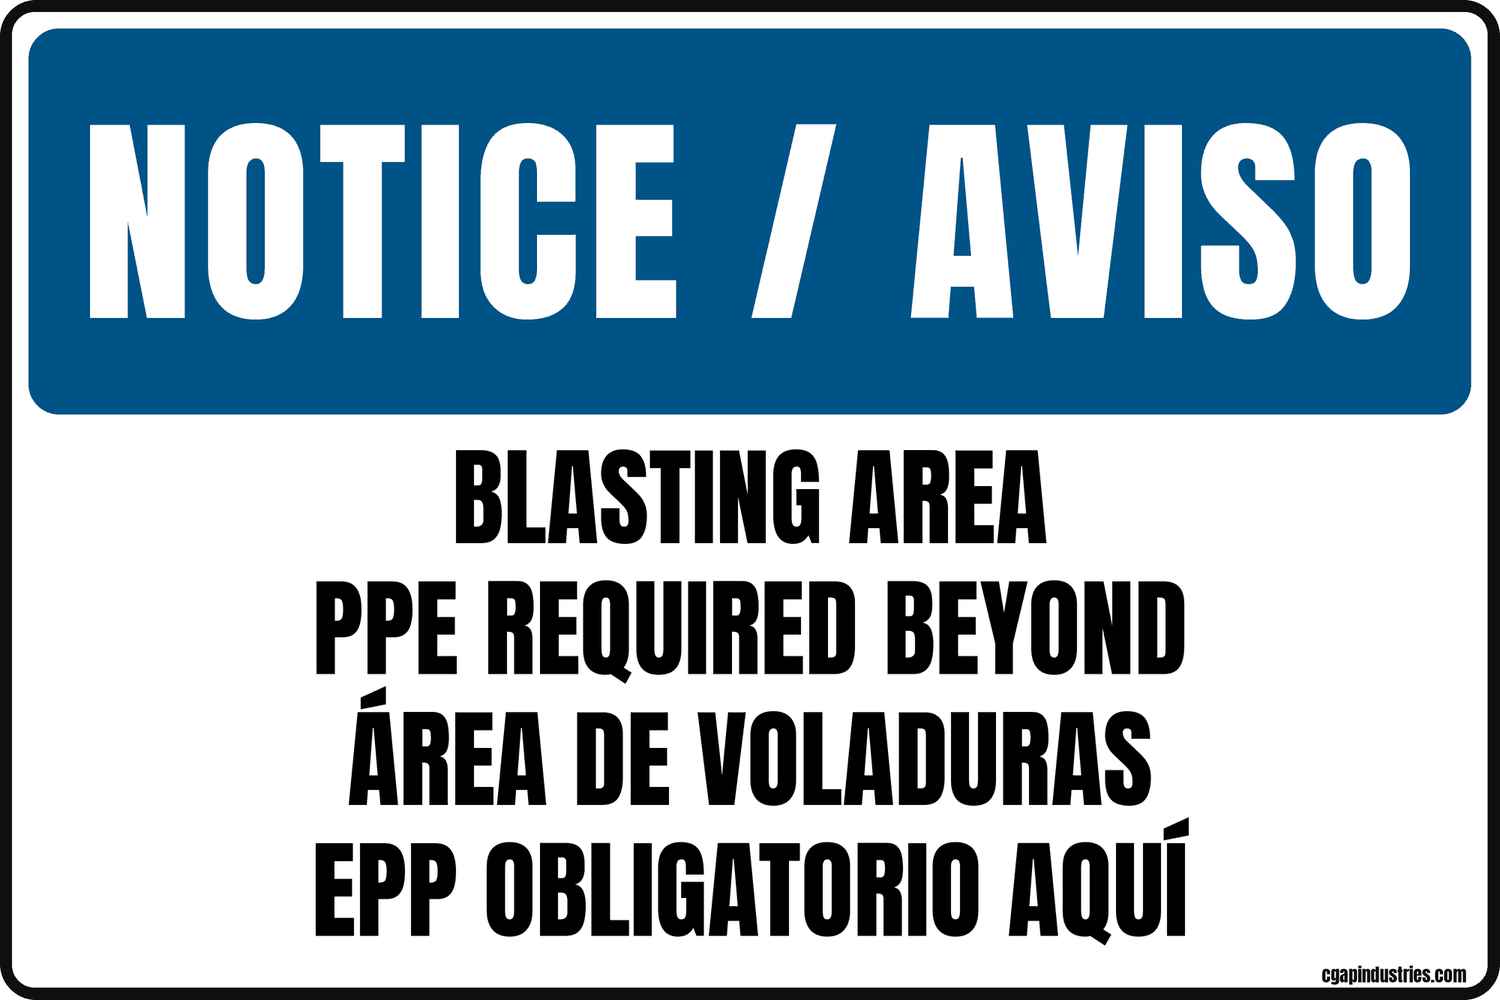 NOTICE / AVISO
BLASTING AREA
PPE REQUIRED BEYOND
ÁREA DE VOLADURAS
EPP OBLIGATORIO AQUÍ
cgapindustries.com